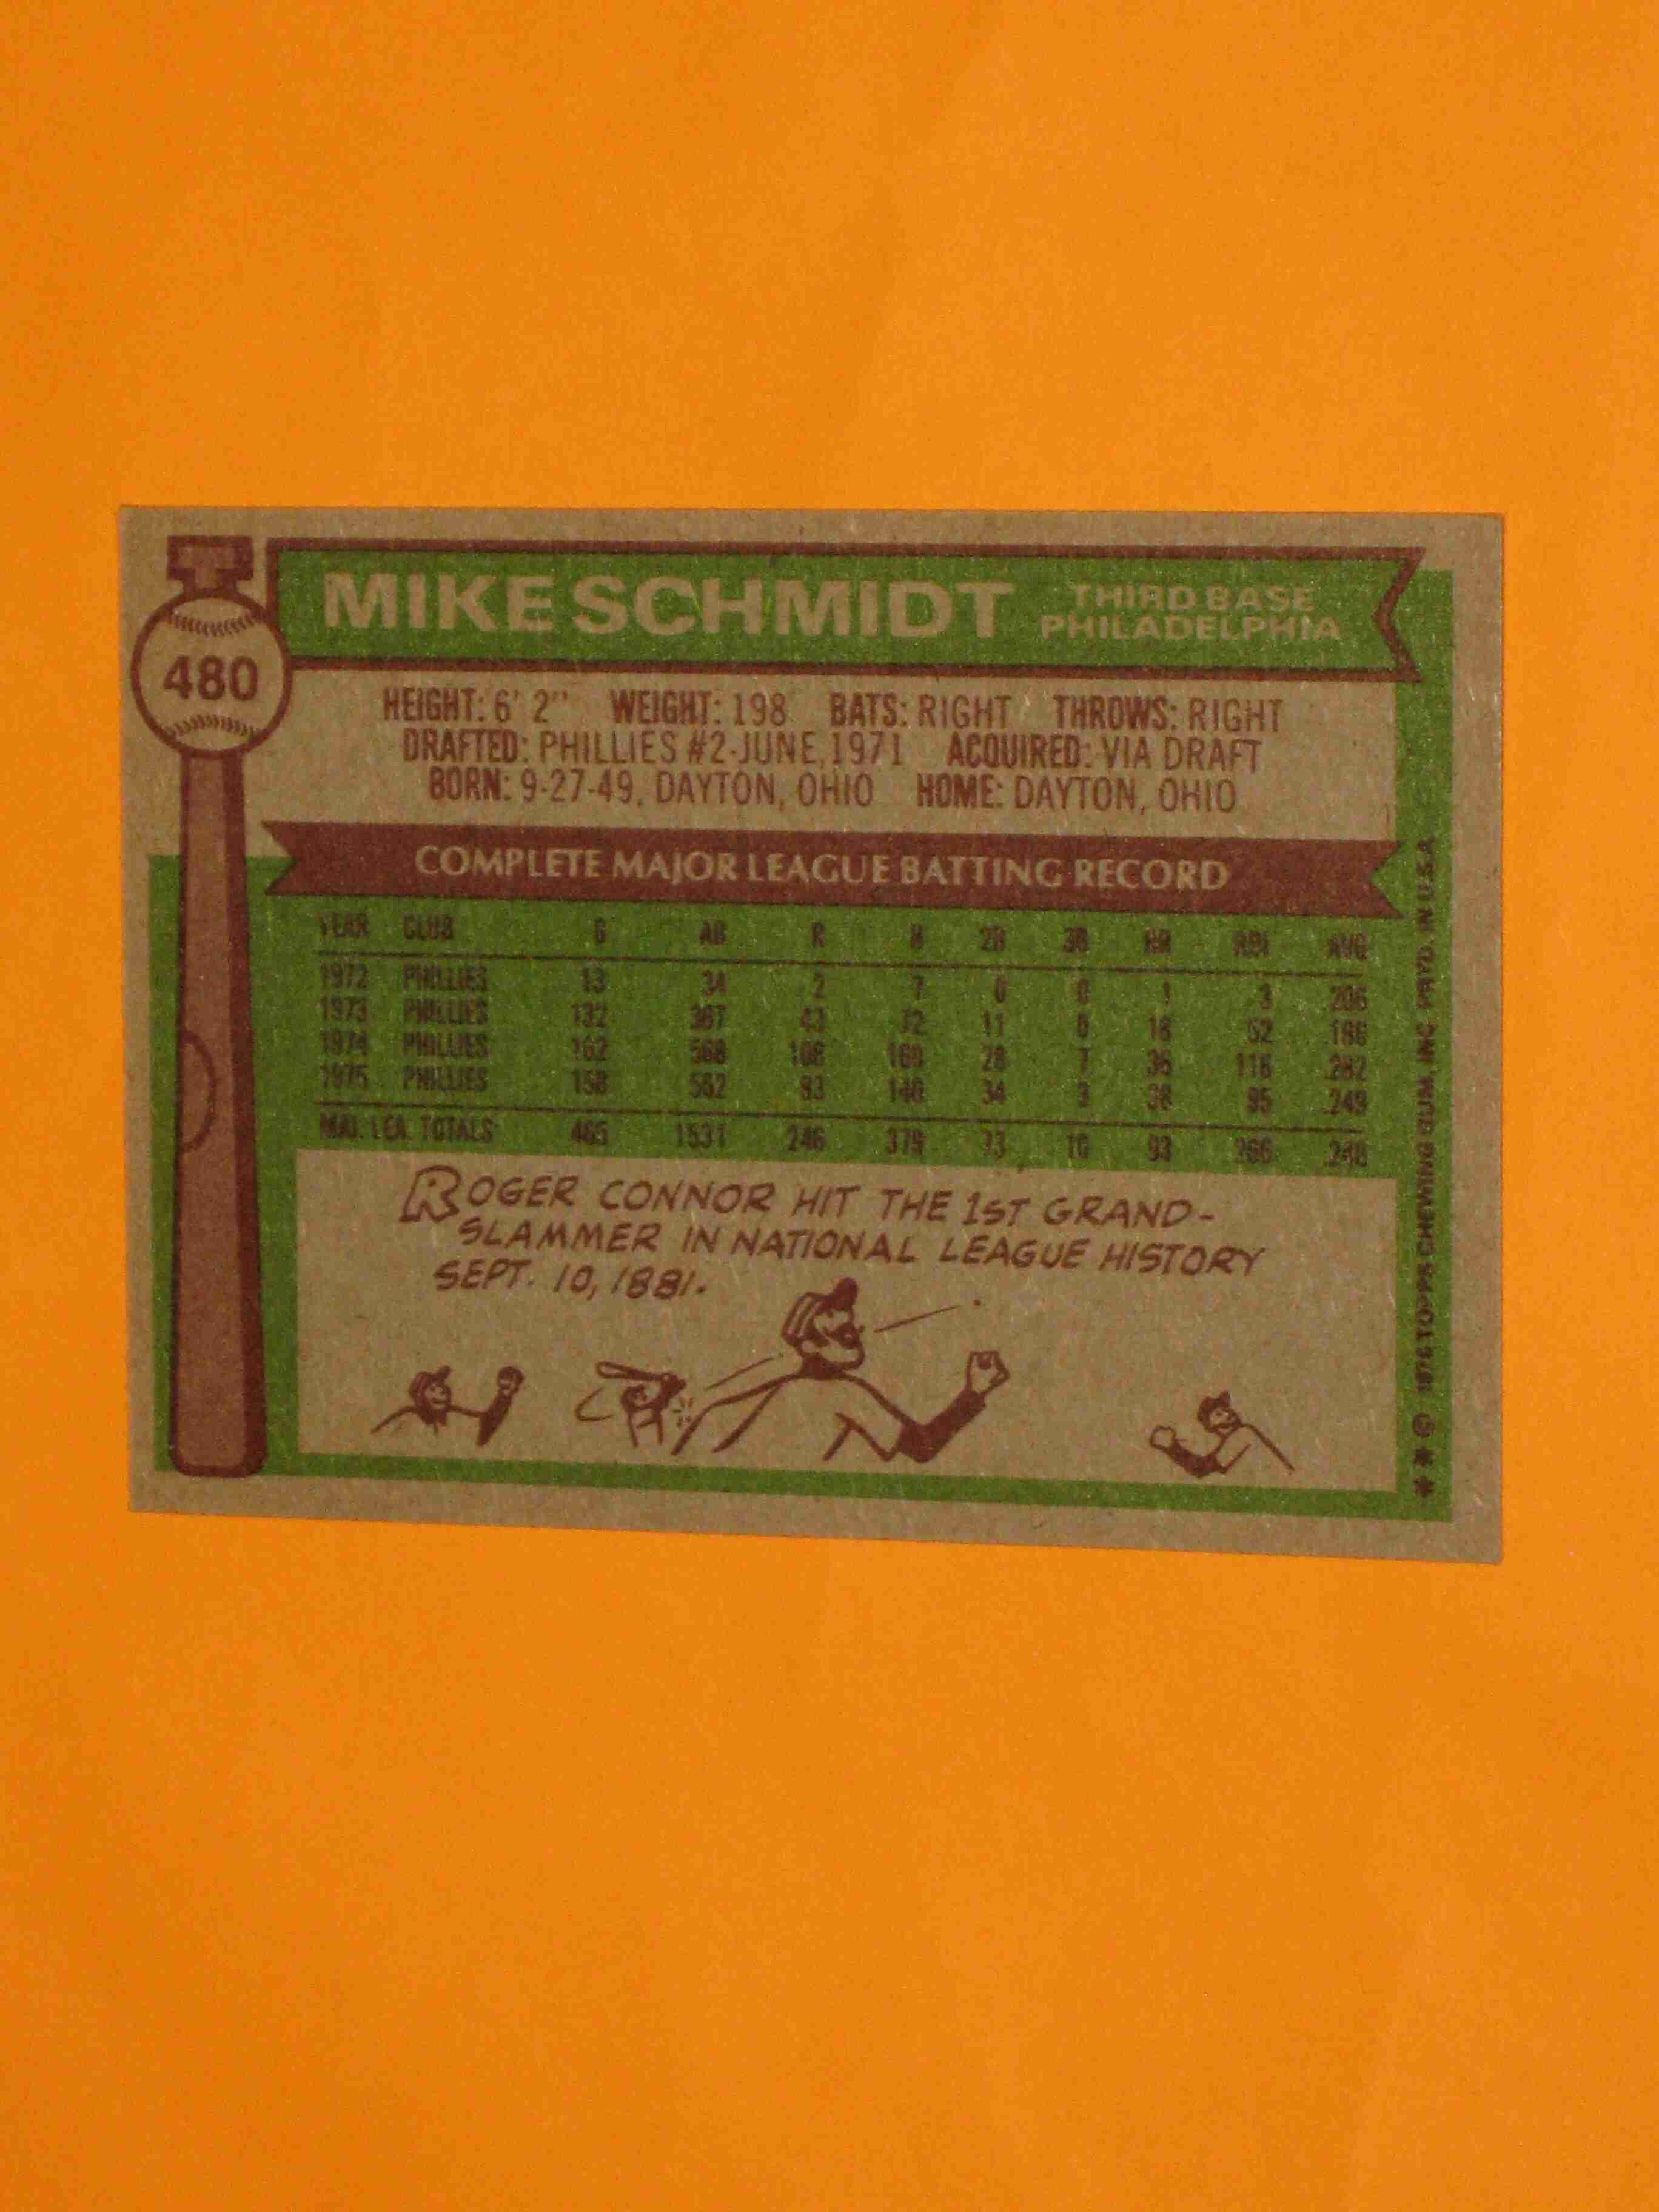 T
480
MIKE SCHMIDT THIRD BASE
PHILADELPHIA
HEIGHT: 6' 2" WEIGHT: 198 BATS: RIGHT THROWS: RIGHT
DRAFTED: PHILLIES #2-JUNE, 1971 ACQUIRED: VIA DRAFT
BORN: 9-27-49, DAYTON, OHIO HOME: DAYTON, OHIO
COMPLETE MAJOR LEAGUE BATTING RECORD
YEAR CLUB G AB R H 2B 3B HR RBI AVG
1972 PHILLIES 13 34 2 7 0 0 1 3 .206
1973 PHILLIES 132 367 43 72 11 0 18 52 .196
1974 PHILLIES 162 568 108 160 28 7 36 116 .282
1975 PHILLIES 158 562 93 140 34 3 38 95 .249
MAJ. LEA. TOTALS 465 1531 246 379 73 10 93 266 .248
ROGER CONNOR HIT THE 1ST GRAND-
SLAMMER IN NATIONAL LEAGUE HISTORY
SEPT. 10, 1881.
** © 1976 TOPPS CHEWING GUM, INC. PRTD. IN U.S.A.